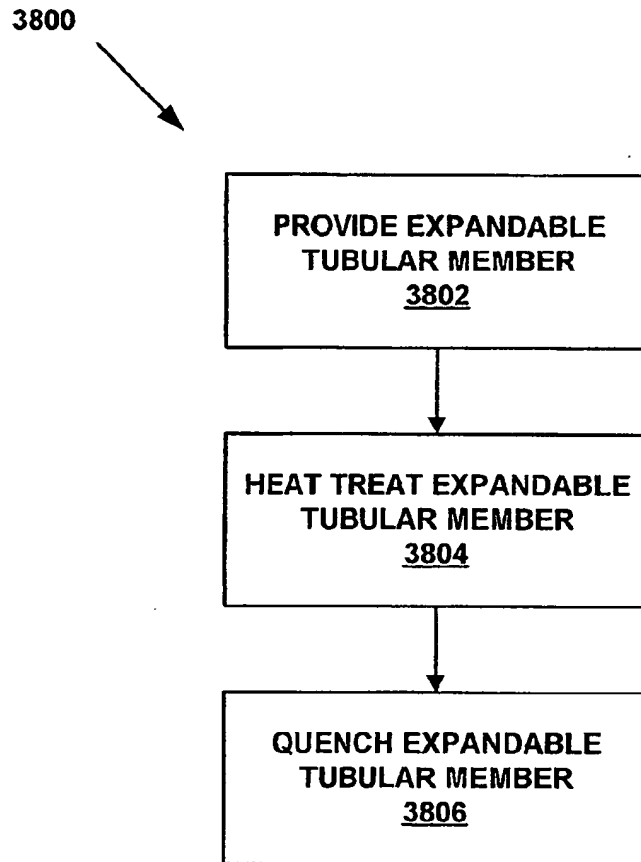 3800
PROVIDE EXPANDABLE
TUBULAR MEMBER
3802
HEAT TREAT EXPANDABLE
TUBULAR MEMBER
3804
QUENCH EXPANDABLE
TUBULAR MEMBER
3806